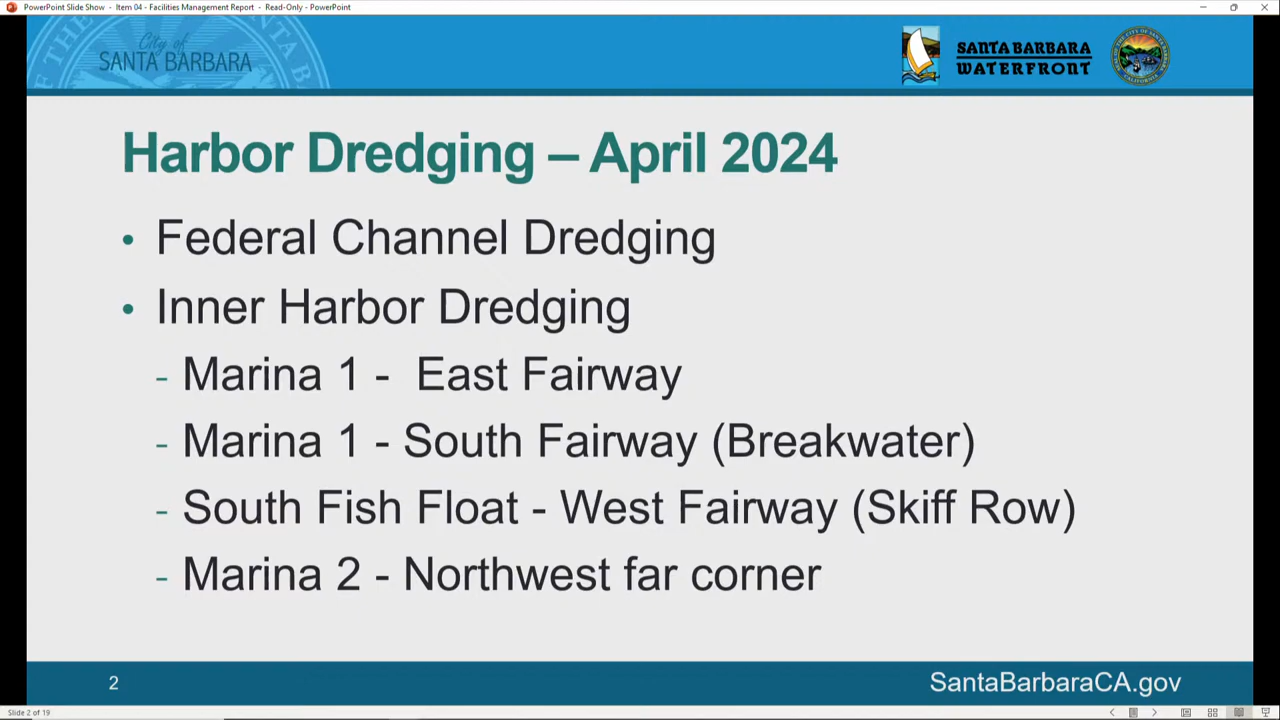 PowerPoint Slide Show - Item 04 - Facilities Management Report - Read-Only - PowerPoint
City of
SANTA BARBARA
SANTA BARBARA
WATERFRONT
Harbor Dredging – April 2024
• Federal Channel Dredging
• Inner Harbor Dredging
- Marina 1 - East Fairway
- Marina 1 - South Fairway (Breakwater)
- South Fish Float - West Fairway (Skiff Row)
- Marina 2 - Northwest far corner
2
SantaBarbaraCA.gov
Slide 2 of 19